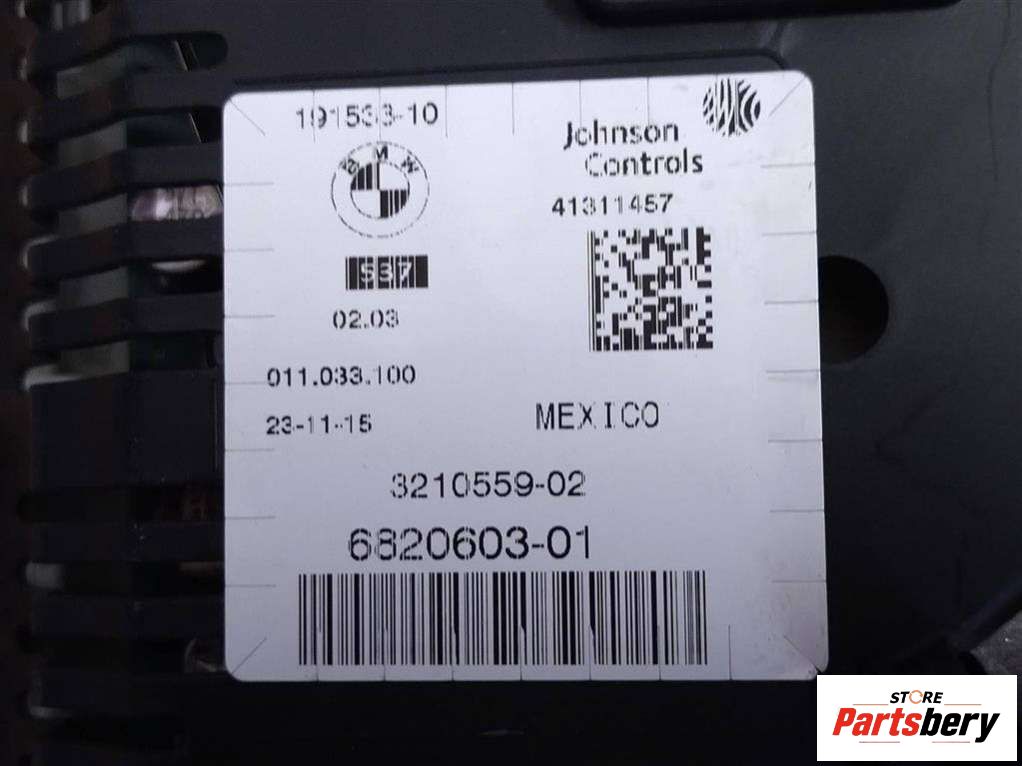 191533-10
BMW
Johnson
Controls
41311457
537
02.03
011.033.100
23-11-15
MEXICO
3210559-02
6820603-01
STORE
Partsbery